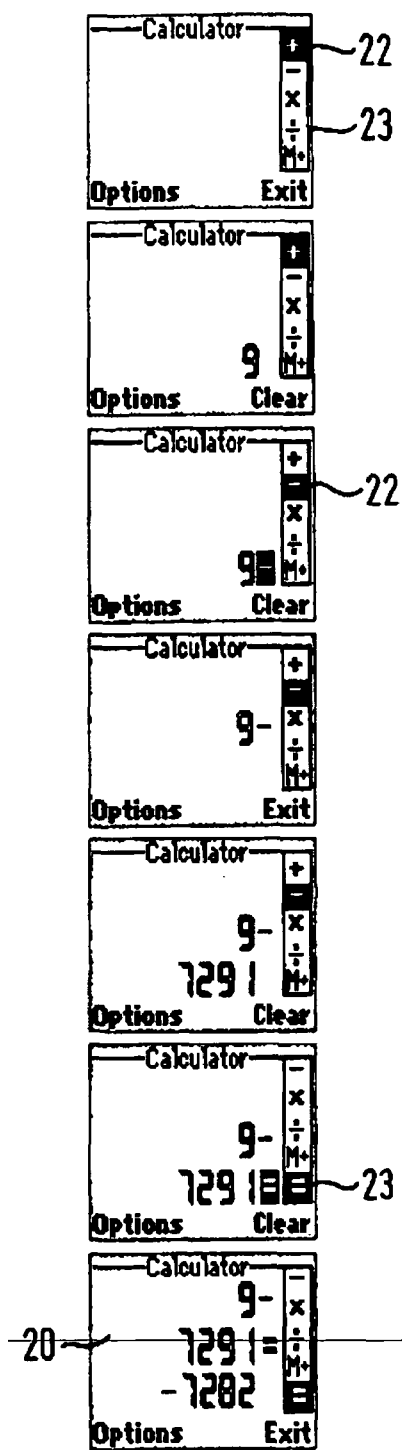 Calculator
+ 22
-
X
÷ 23
M+
Options Exit
Calculator
+
-
X
÷
9 M+
Options Clear
Calculator
+
- 22
X
÷
9- M+
Options Clear
Calculator
+
-
9- X
÷
M+
Options Exit
Calculator
+
-
9- X
÷
7291 M+
Options Clear
Calculator
-
X
9- ÷
M+
7291= = 23
Options Clear
Calculator
9- -
X
20 7291= ÷
M+
-7282 =
Options Exit